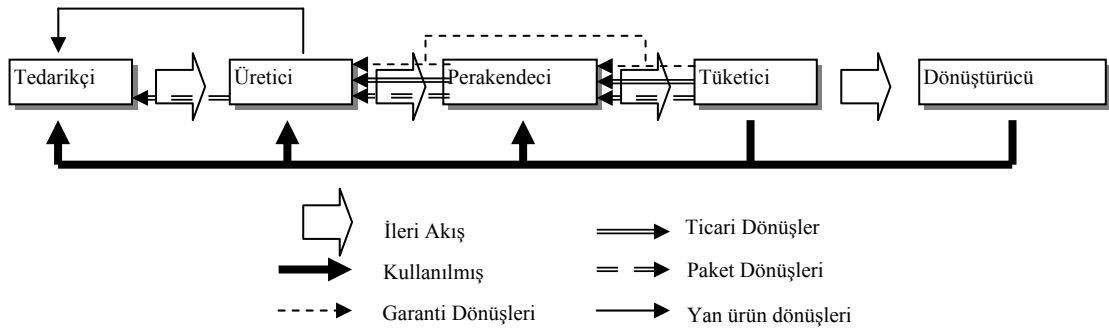 Tedarikçi
Üretici
Perakendeci
Tüketici
Dönüştürücü
İleri Akış
Ticari Dönüşler
Kullanılmış
Paket Dönüşleri
Garanti Dönüşleri
Yan ürün dönüşleri